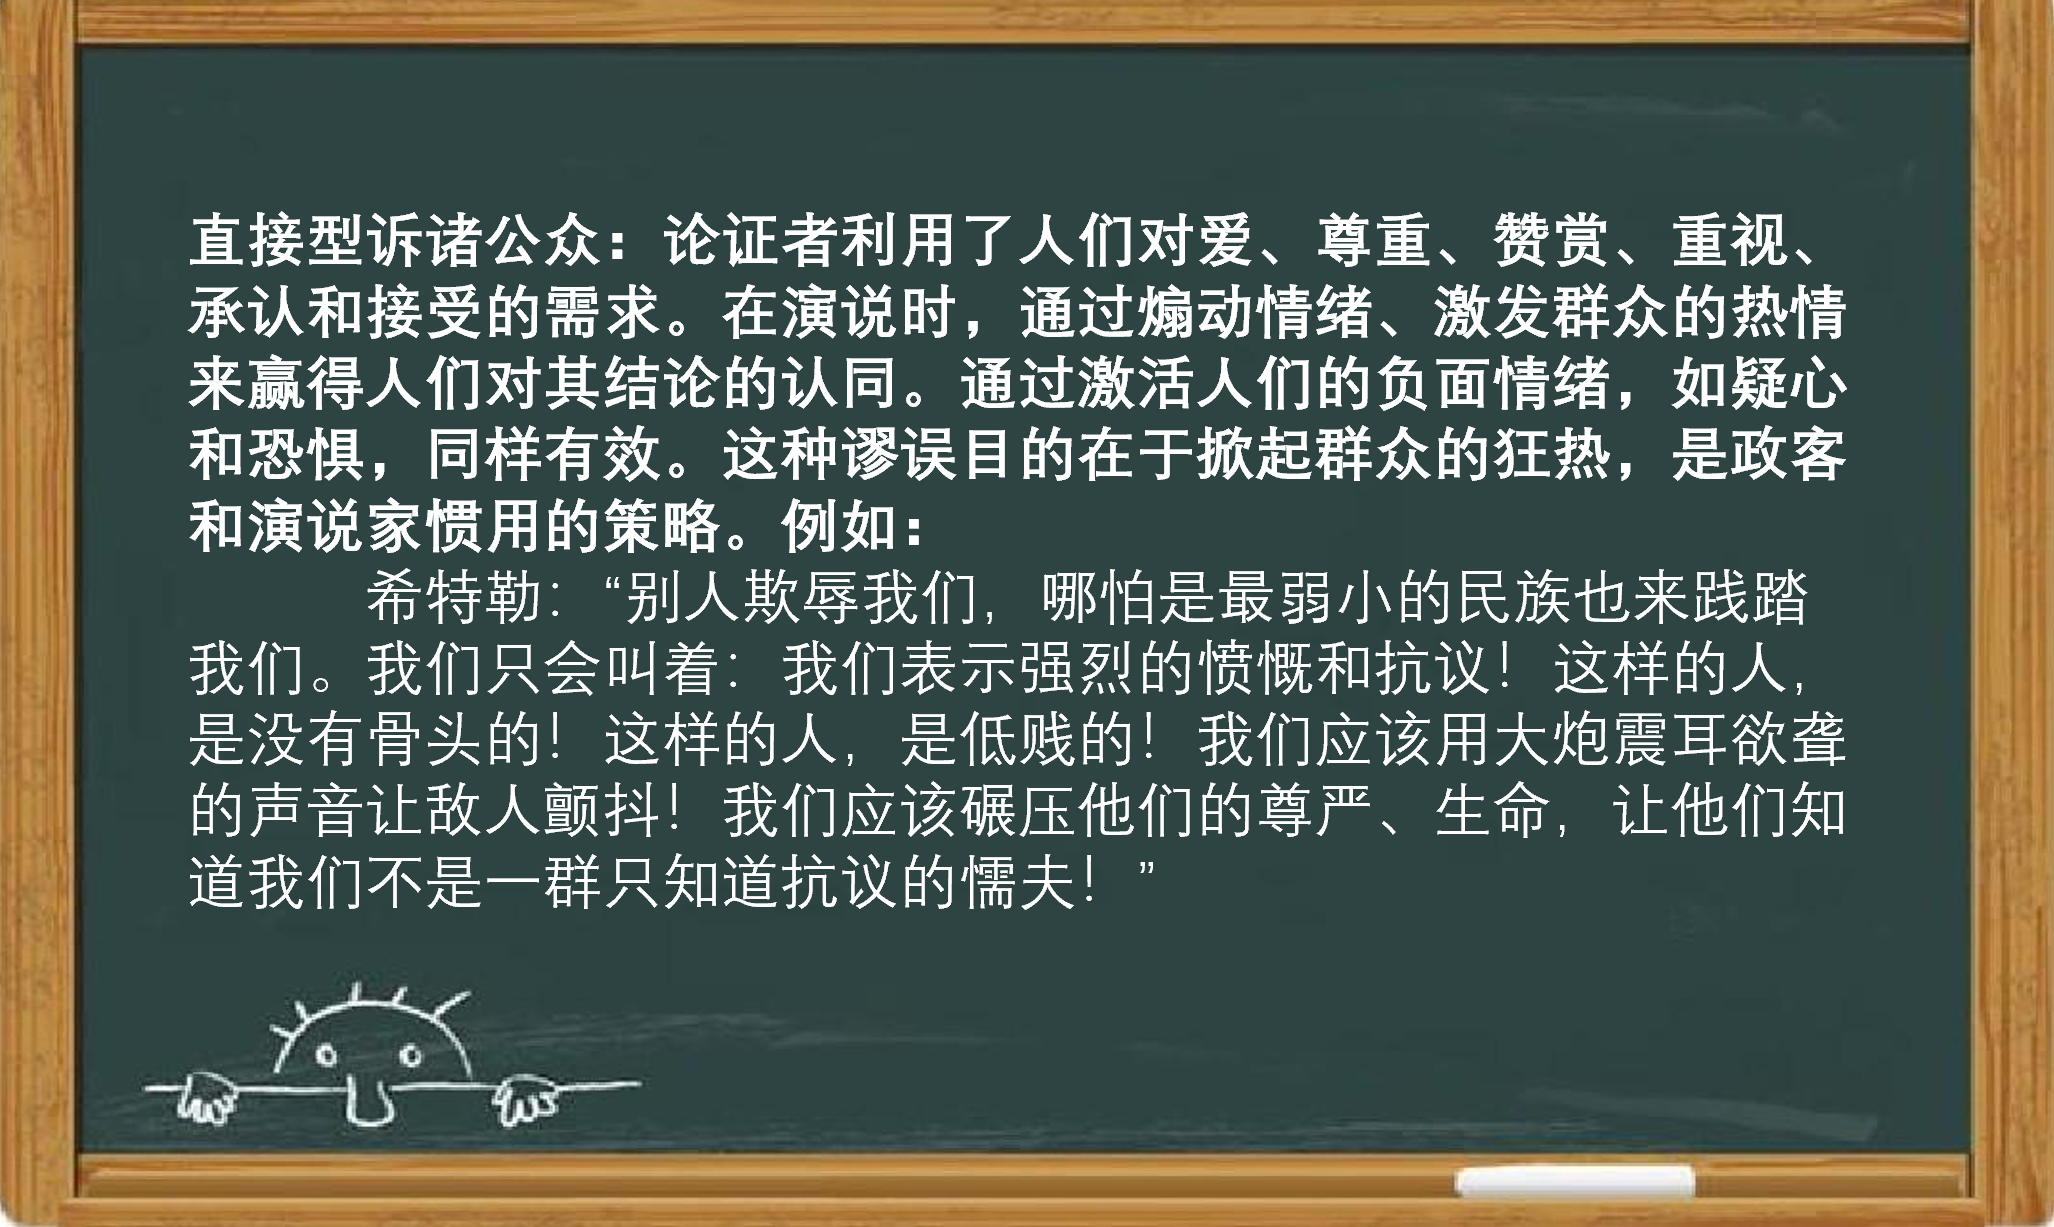 直接型诉诸公众：论证者利用了人们对爱、尊重、赞赏、重视、
承认和接受的需求。在演说时，通过煽动情绪、激发群众的热情
来赢得人们对其结论的认同。通过激活人们的负面情绪，如疑心
和恐惧，同样有效。这种谬误目的在于掀起群众的狂热，是政客
和演说家惯用的策略。例如：
希特勒：“别人欺辱我们，哪怕是最弱小的民族也来践踏
我们。我们只会叫着：我们表示强烈的愤慨和抗议！这样的人，
是没有骨头的！这样的人，是低贱的！我们应该用大炮震耳欲聋
的声音让敌人颤抖！我们应该碾压他们的尊严、生命，让他们知
道我们不是一群只知道抗议的懦夫！”